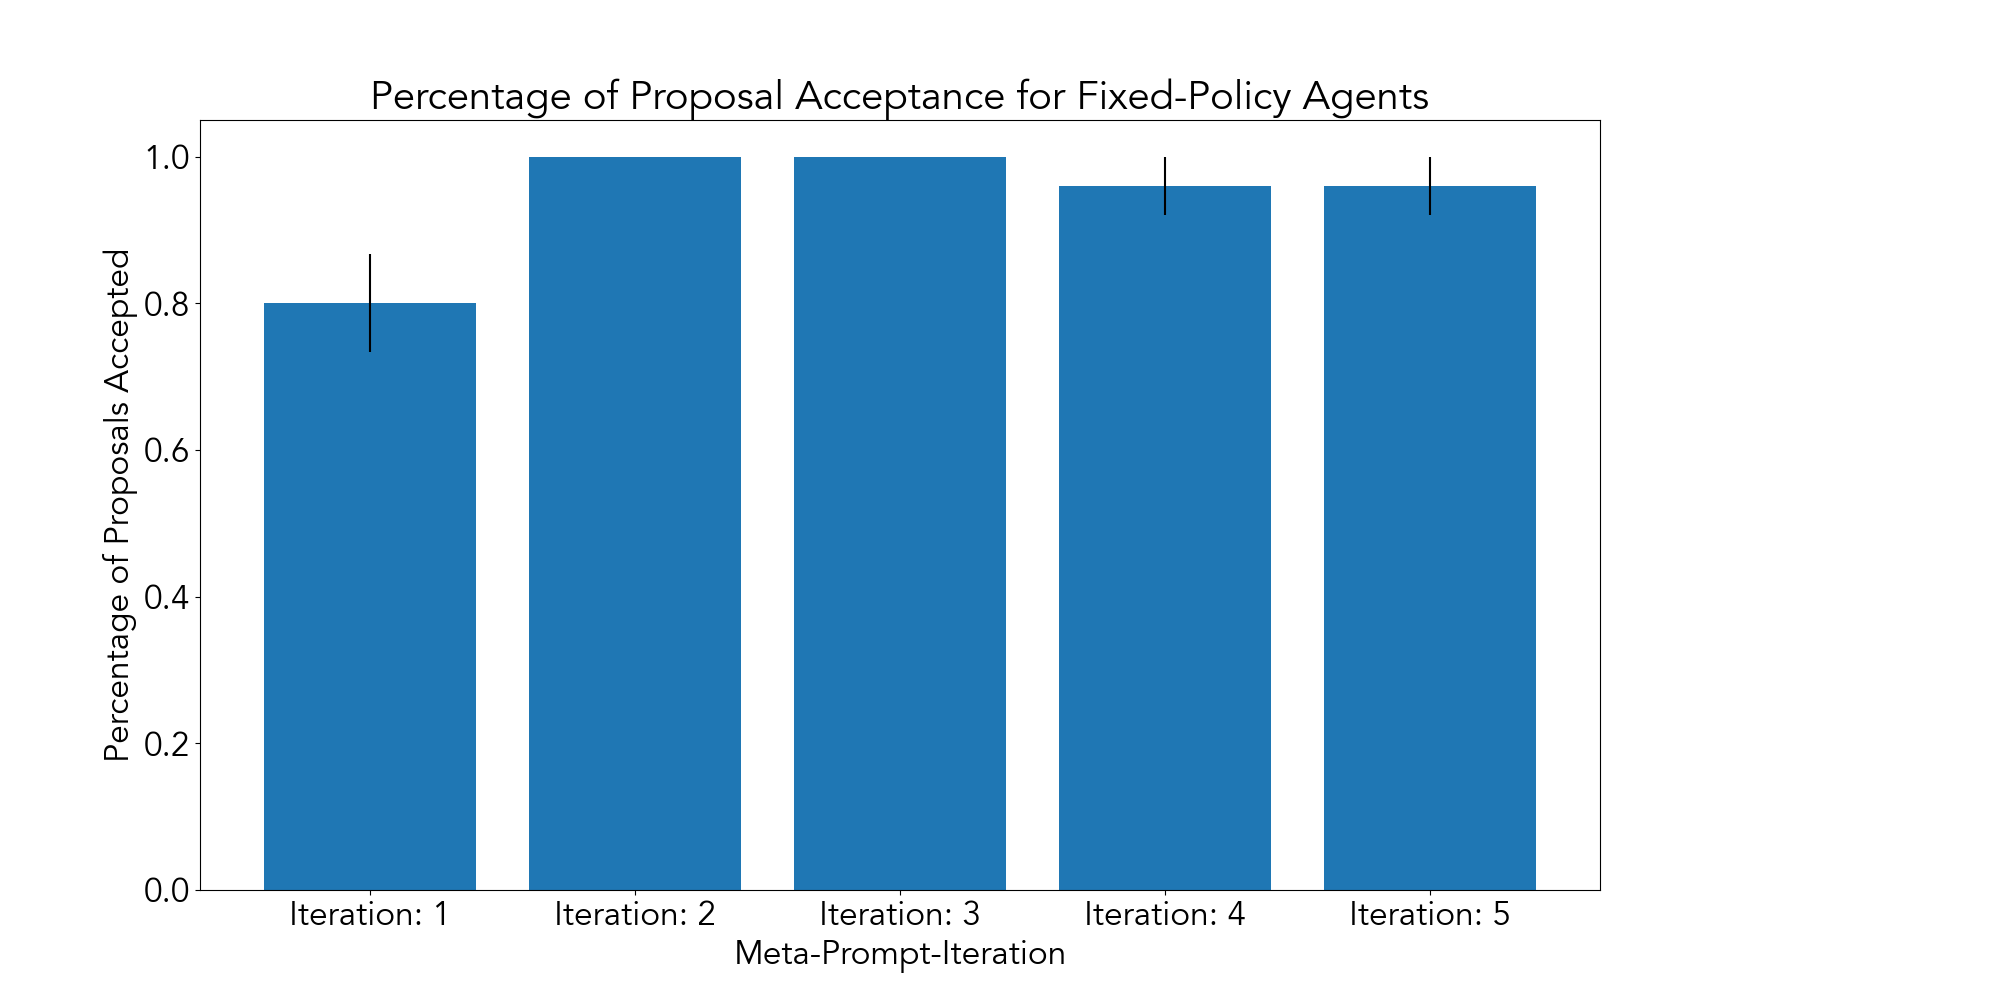 Percentage of Proposal Acceptance for Fixed-Policy Agents
Percentage of Proposals Accepted
1.0
0.8
0.6
0.4
0.2
0.0
Iteration: 1
Iteration: 2
Iteration: 3
Iteration: 4
Iteration: 5
Meta-Prompt-Iteration